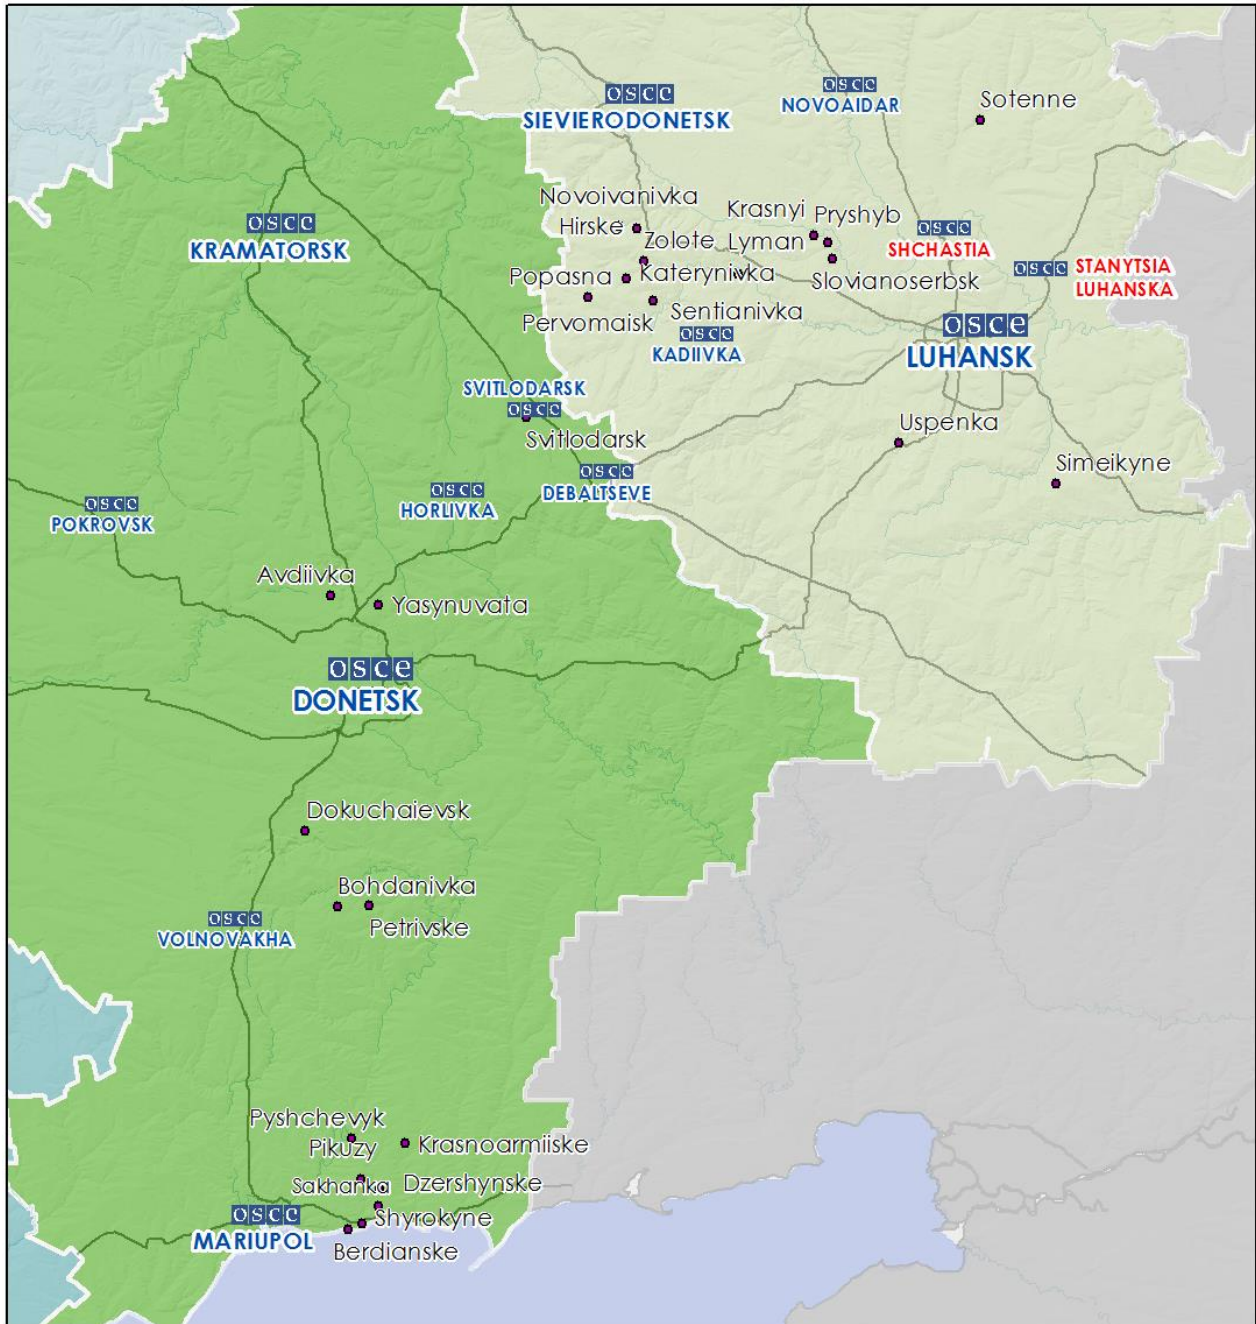 OSCE
SIEVIERODONETSK
OSCE
NOVOAIDAR
Sotenne
OSCE
KRAMATORSK
Novoivanivka
Hirske
Zolote
Krasnyi
Lyman
Pryshyb
OSCE
SHCHASTIA
Popasna
Katerynivka
Slovianoserbsk
OSCE
STANYTSIA
LUHANSKA
Pervomaisk
Sentianivka
OSCE
KADIIVKA
OSCE
LUHANSK
SVITLODARSK
OSCE
Svitlodarsk
Uspenka
OSCE
DEBALTSEVE
Simeikyne
OSCE
HORLIVKA
OSCE
POKROVSK
Avdiivka
Yasynuvata
OSCE
DONETSK
Dokuchaievsk
Bohdanivka
Petrivske
OSCE
VOLNOVAKHA
Pyshchevyk
Pikuzy
Krasnoarmiiske
Sakhanka
Dzershynske
OSCE
MARIUPOL
Shyrokyne
Berdianske